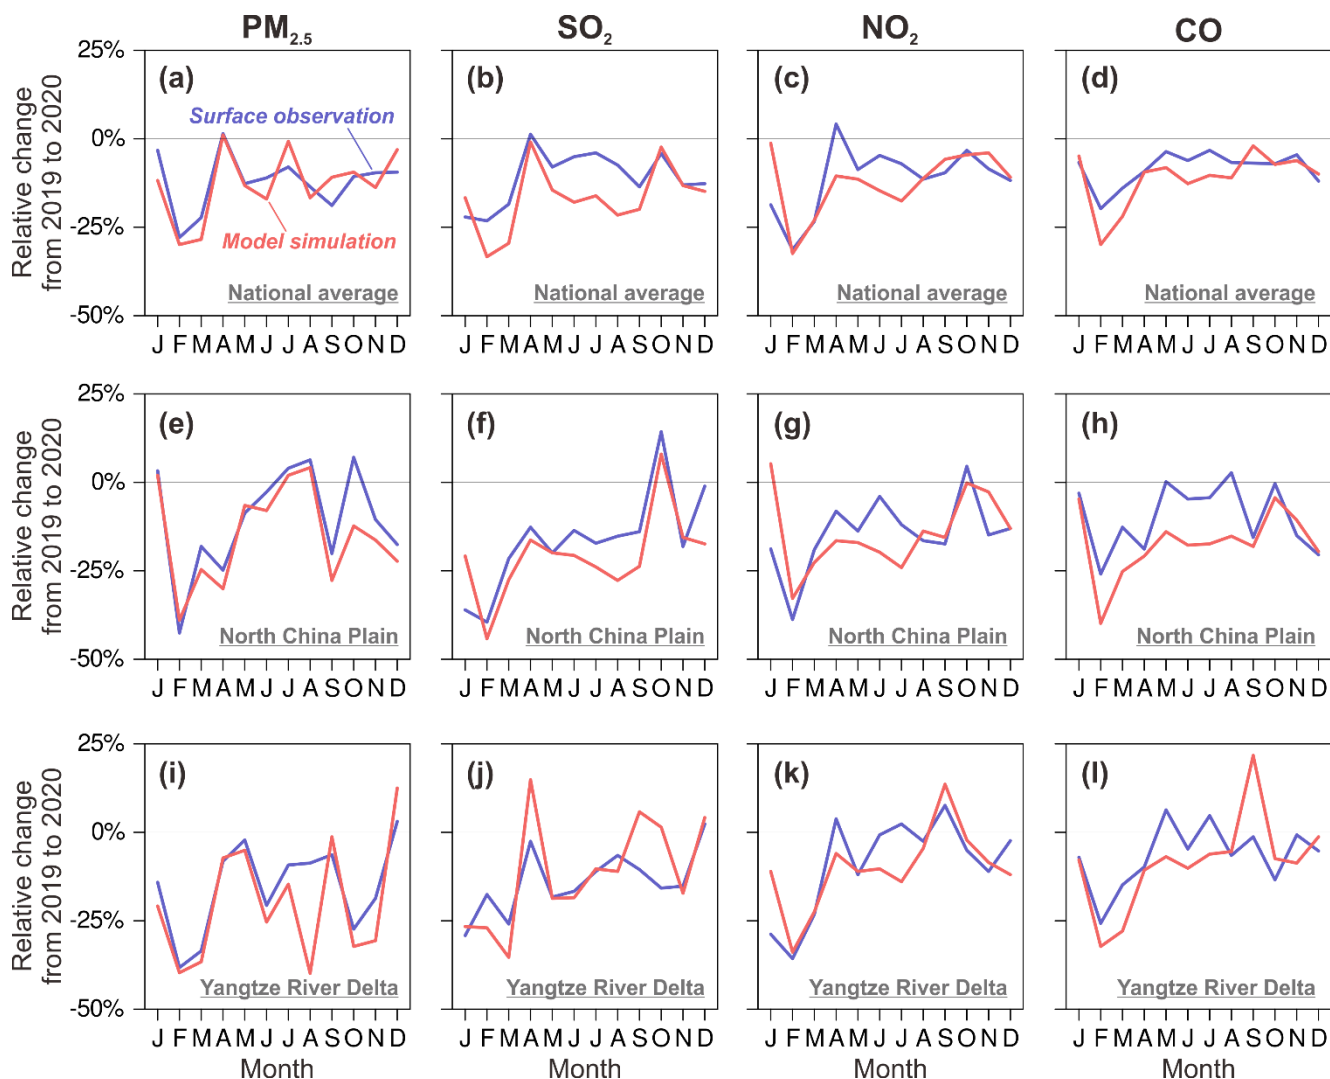 PM2.5 SO2 NO2 CO
25%
0%
-25%
-50%
Relative change
from 2019 to 2020
(a)
Surface observation
Model simulation
National average
(b)
National average
(c)
National average
(d)
National average
J F M A M J J A S O N D
J F M A M J J A S O N D
J F M A M J J A S O N D
J F M A M J J A S O N D
25%
0%
-25%
-50%
Relative change
from 2019 to 2020
(e)
North China Plain
(f)
North China Plain
(g)
North China Plain
(h)
North China Plain
J F M A M J J A S O N D
J F M A M J J A S O N D
J F M A M J J A S O N D
J F M A M J J A S O N D
25%
0%
-25%
-50%
Relative change
from 2019 to 2020
(i)
Yangtze River Delta
(j)
Yangtze River Delta
(k)
Yangtze River Delta
(l)
Yangtze River Delta
J F M A M J J A S O N D
J F M A M J J A S O N D
J F M A M J J A S O N D
J F M A M J J A S O N D
Month
Month
Month
Month